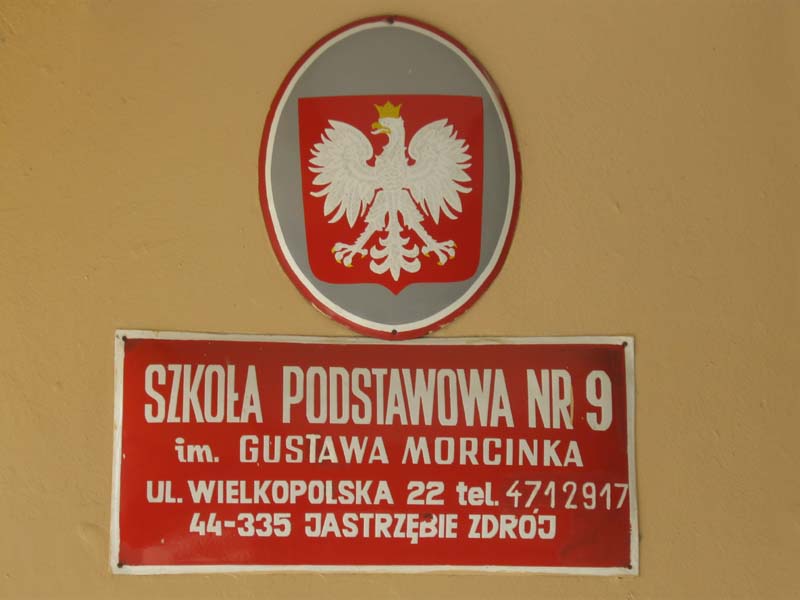 SZKOŁA PODSTAWOWA NR 9
im. GUSTAWA MORCINKA
UL. WIELKOPOLSKA 22 tel. 4712917
44-335 JASTRZĘBIE ZDRÓJ